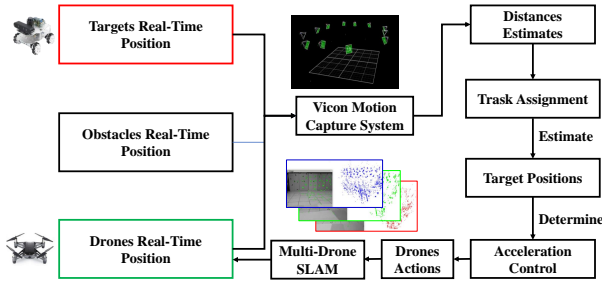 Targets Real-Time
Position
Obstacles Real-Time
Position
Drones Real-Time
Position
Vicon Motion
Capture System
Distances
Estimates
Trask Assignment
Estimate
Target Positions
Determine
Acceleration
Control
Drones
Actions
Multi-Drone
SLAM